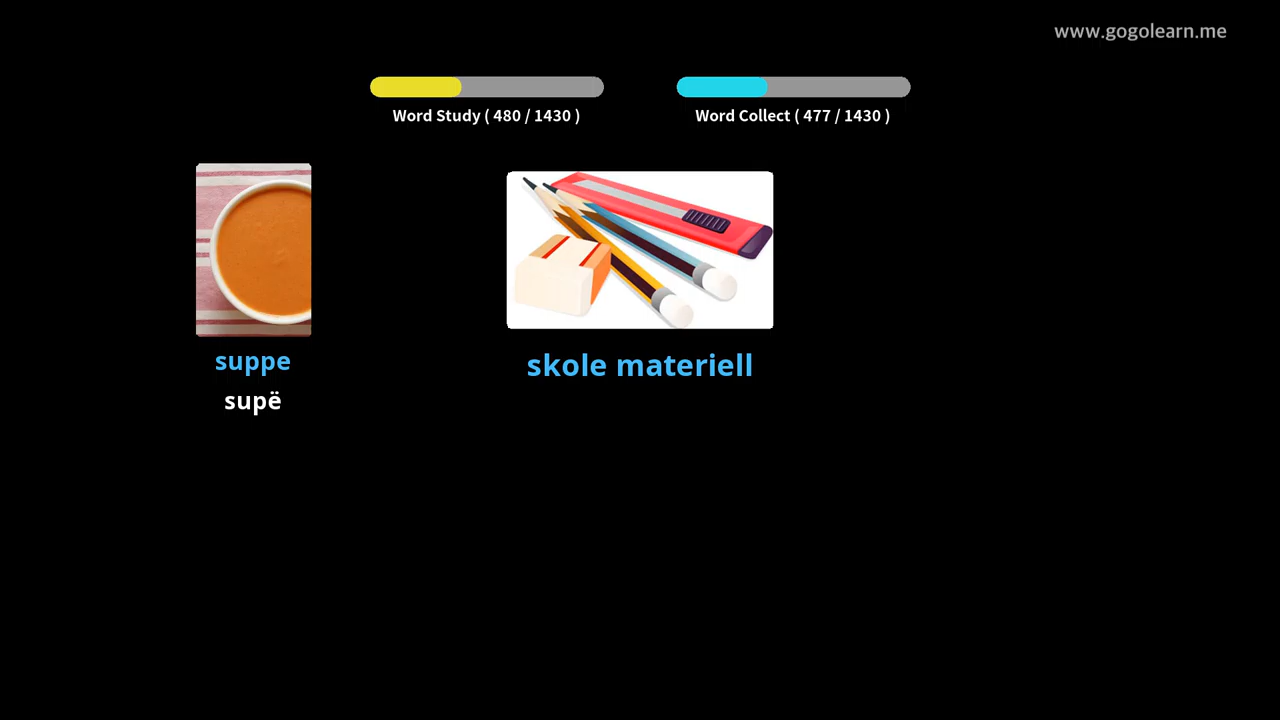 www.gogolearn.me
Word Study ( 480 / 1430 )
Word Collect ( 477 / 1430 )
suppe
supë
skole materiell